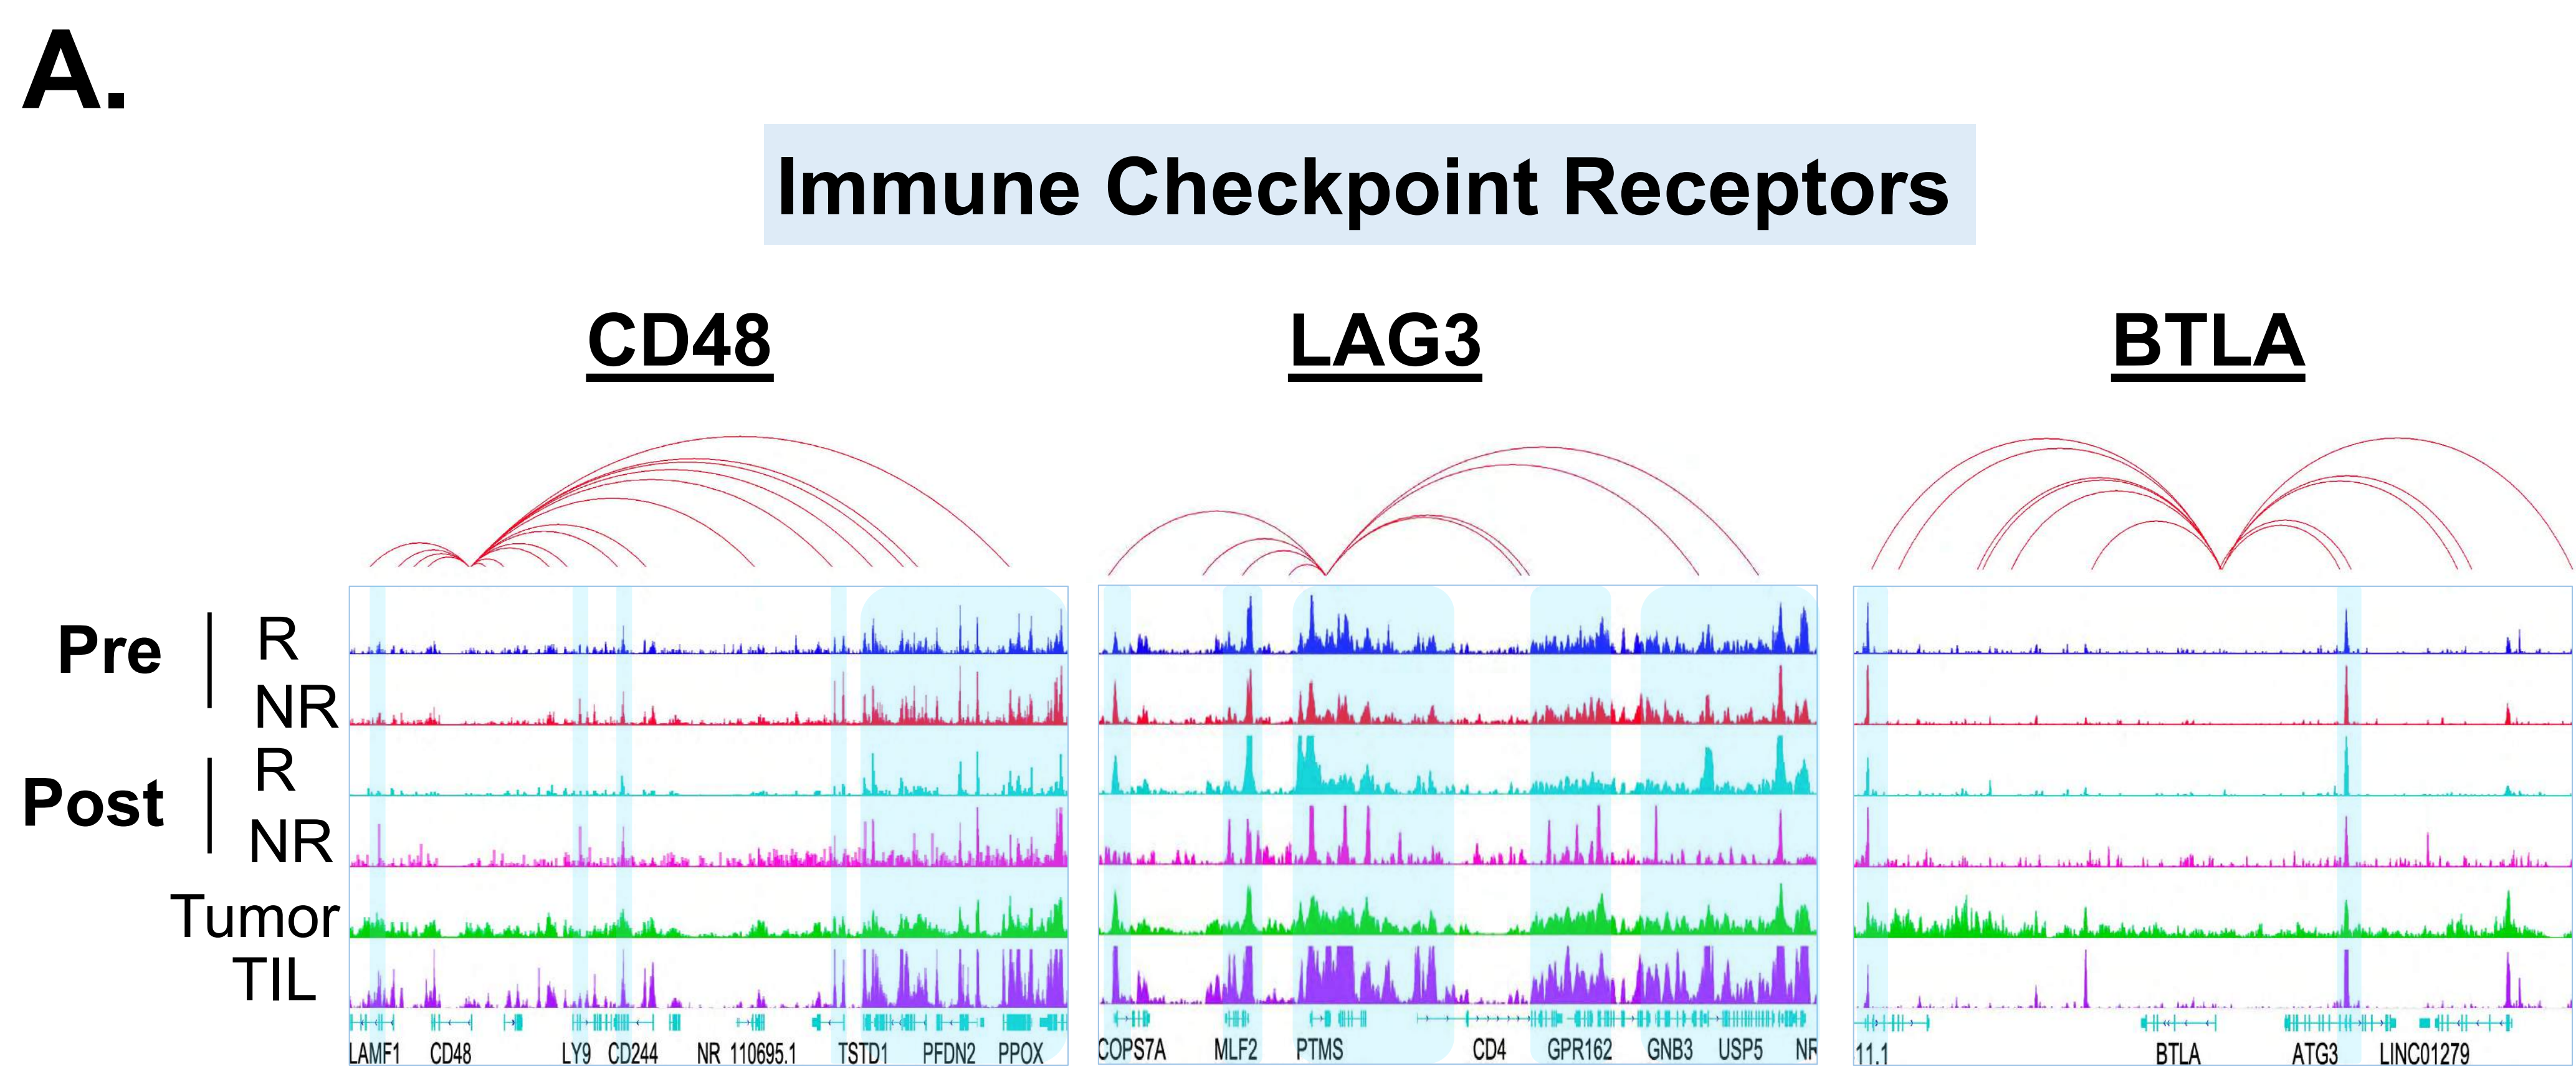 A.
Immune Checkpoint Receptors
CD48 LAG3 BTLA
Pre R
NR
Post R
NR
Tumor
TIL
LAMF1 CD48 LY9 CD244 NR 110695.1 TSTD1 PFDN2 PPOX
COPS7A MLF2 PTMS CD4 GPR162 GNB3 USP5 NR
11.1 BTLA ATG3 LINC01279